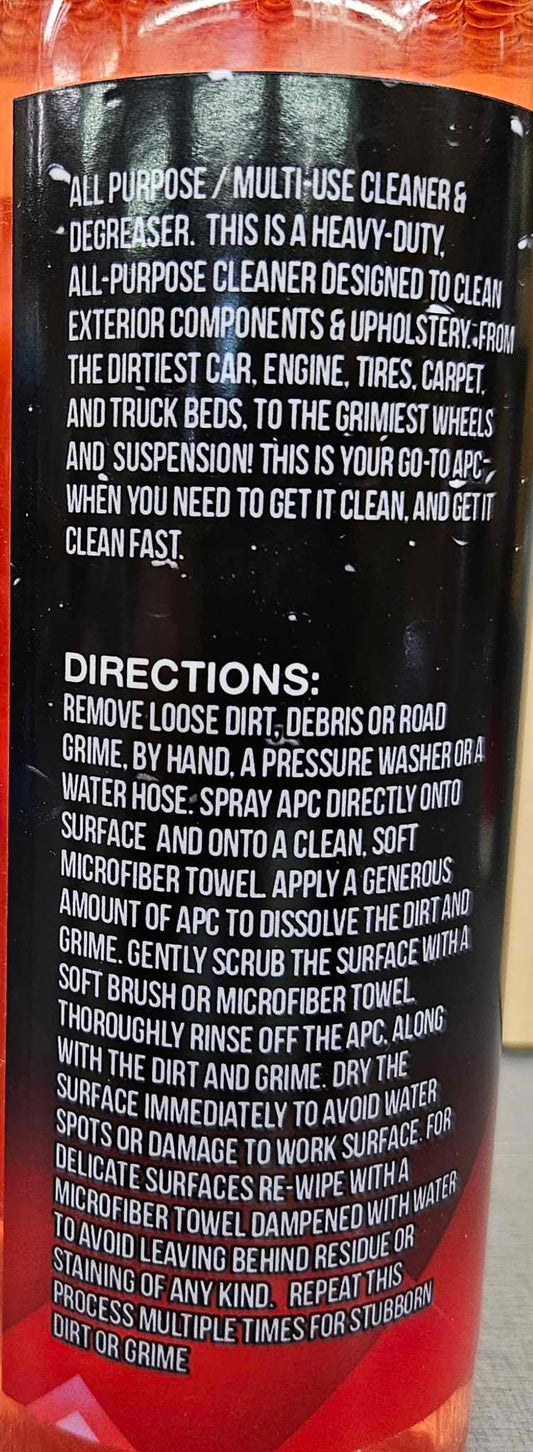 ALL PURPOSE / MULTI-USE CLEANER &
DEGREASER. THIS IS A HEAVY-DUTY,
ALL-PURPOSE CLEANER DESIGNED TO CLEAN
EXTERIOR COMPONENTS & UPHOLSTERY. FROM
THE DIRTIEST CAR, ENGINE, TIRES, CARPET,
AND TRUCK BEDS, TO THE GRIMIEST WHEELS
AND SUSPENSION! THIS IS YOUR GO-TO APC,
WHEN YOU NEED TO GET IT CLEAN, AND GET IT
CLEAN FAST.
DIRECTIONS:
REMOVE LOOSE DIRT, DEBRIS OR ROAD
GRIME, BY HAND, A PRESSURE WASHER OR A
WATER HOSE. SPRAY APC DIRECTLY ONTO
SURFACE AND ONTO A CLEAN, SOFT
MICROFIBER TOWEL. APPLY A GENEROUS
AMOUNT OF APC TO DISSOLVE THE DIRT AND
GRIME. GENTLY SCRUB THE SURFACE WITH A
SOFT BRUSH OR MICROFIBER TOWEL.
THOROUGHLY RINSE OFF THE APC, ALONG
WITH THE DIRT AND GRIME. DRY THE
SURFACE IMMEDIATELY TO AVOID WATER
SPOTS OR DAMAGE TO WORK SURFACE. FOR
DELICATE SURFACES RE-WIPE WITH A
MICROFIBER TOWEL DAMPENED WITH WATER
TO AVOID LEAVING BEHIND RESIDUE OR
STAINING OF ANY KIND. REPEAT THIS
PROCESS MULTIPLE TIMES FOR STUBBORN
DIRT OR GRIME